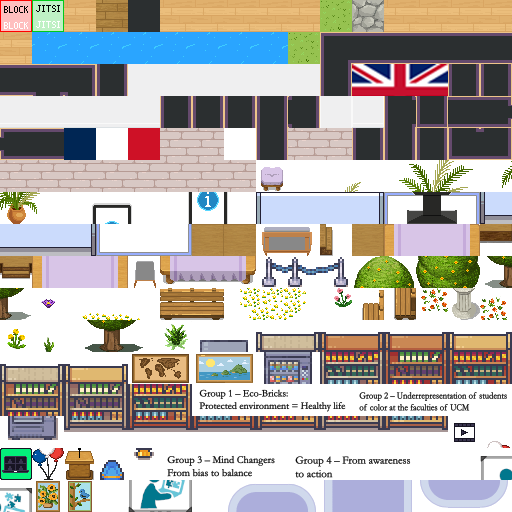 BLOCK
BLOCK
JITSI
JITSI
1
Group 1 – Eco-Bricks:
Protected environment = Healthy life
Group 2 – Underrepresentation of students
of color at the faculties of UCM
Group 3 – Mind Changers
From bias to balance
Group 4 – From awareness
to action